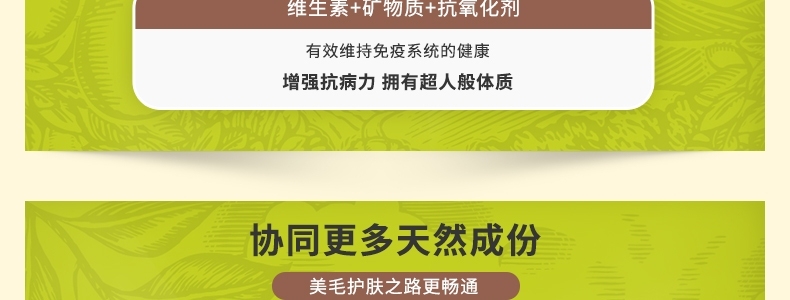 维生素+矿物质+抗氧化剂
有效维持免疫系统的健康
增强抗病力 拥有超人般体质
协同更多天然成份
美毛护肤之路更畅通